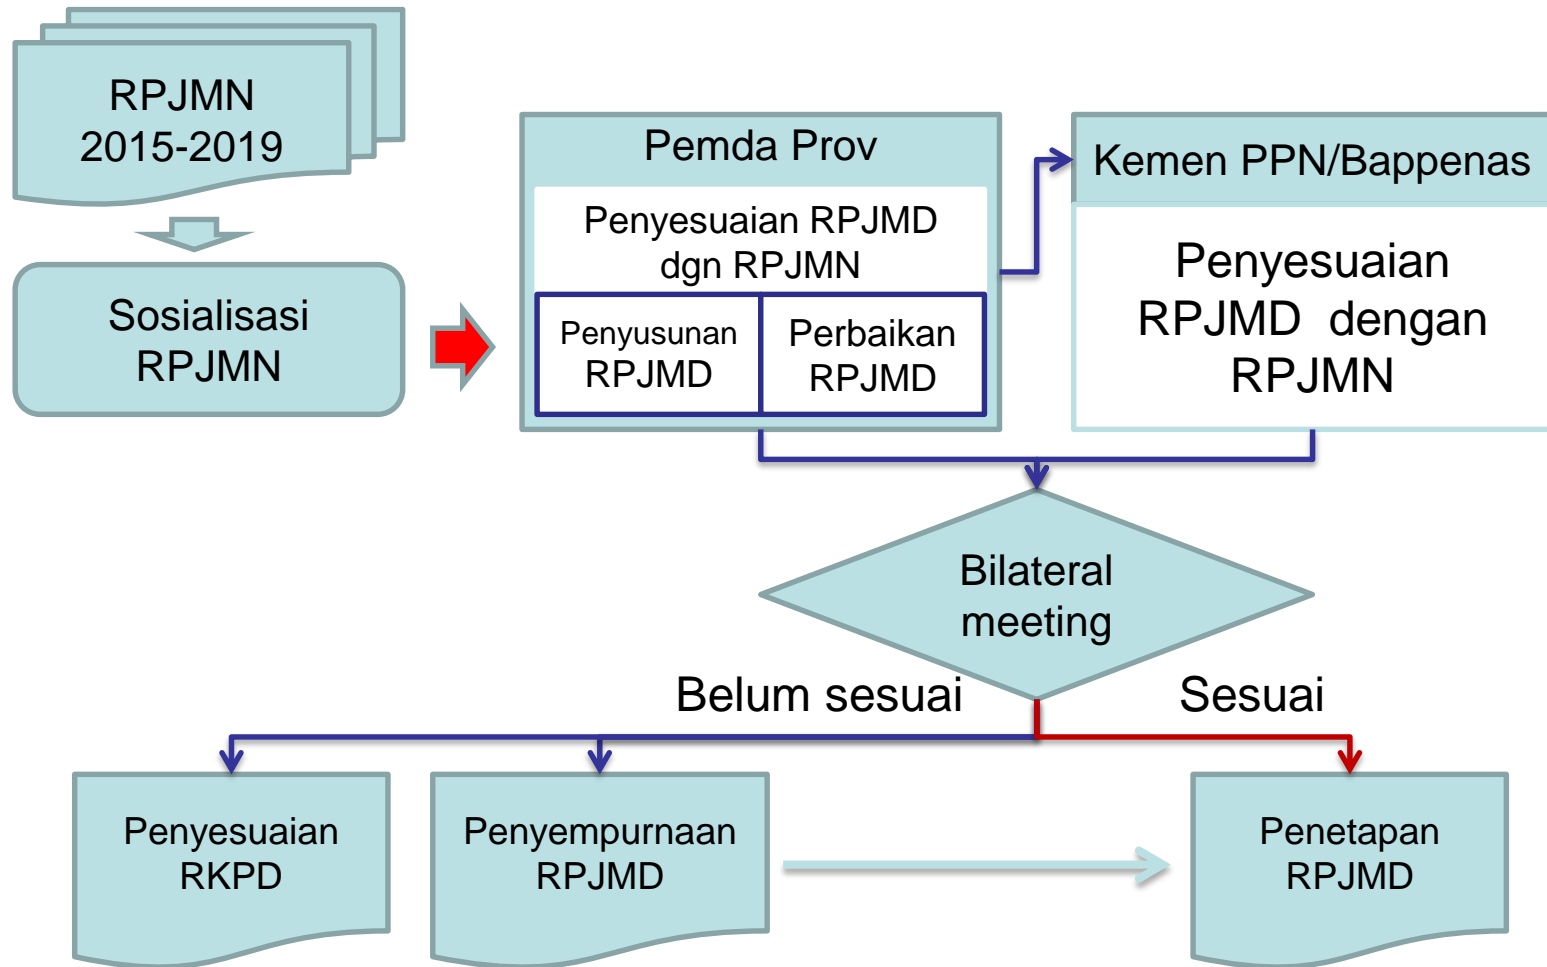 RPJMN
2015-2019
Sosialisasi
RPJMN
Pemda Prov
Penyesuaian RPJMD
dgn RPJMN
Penyusunan
RPJMD
Perbaikan
RPJMD
Kemen PPN/Bappenas
Penyesuaian
RPJMD dengan
RPJMN
Bilateral
meeting
Belum sesuai
Sesuai
Penyesuaian
RKPD
Penyempurnaan
RPJMD
Penetapan
RPJMD